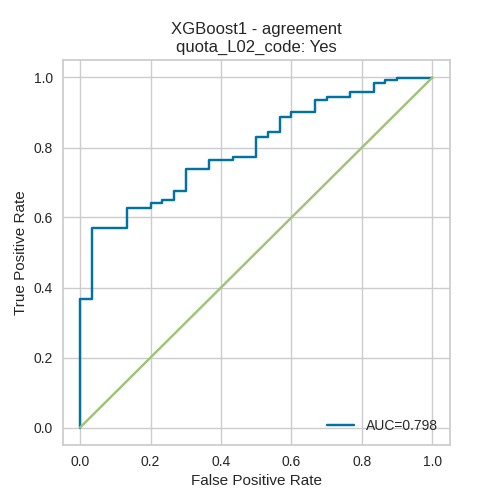 XGBoost1 - agreement
quota_L02_code: Yes
1.0
0.8
0.6
0.4
0.2
0.0
True Positive Rate
AUC=0.798
0.0 0.2 0.4 0.6 0.8 1.0
False Positive Rate